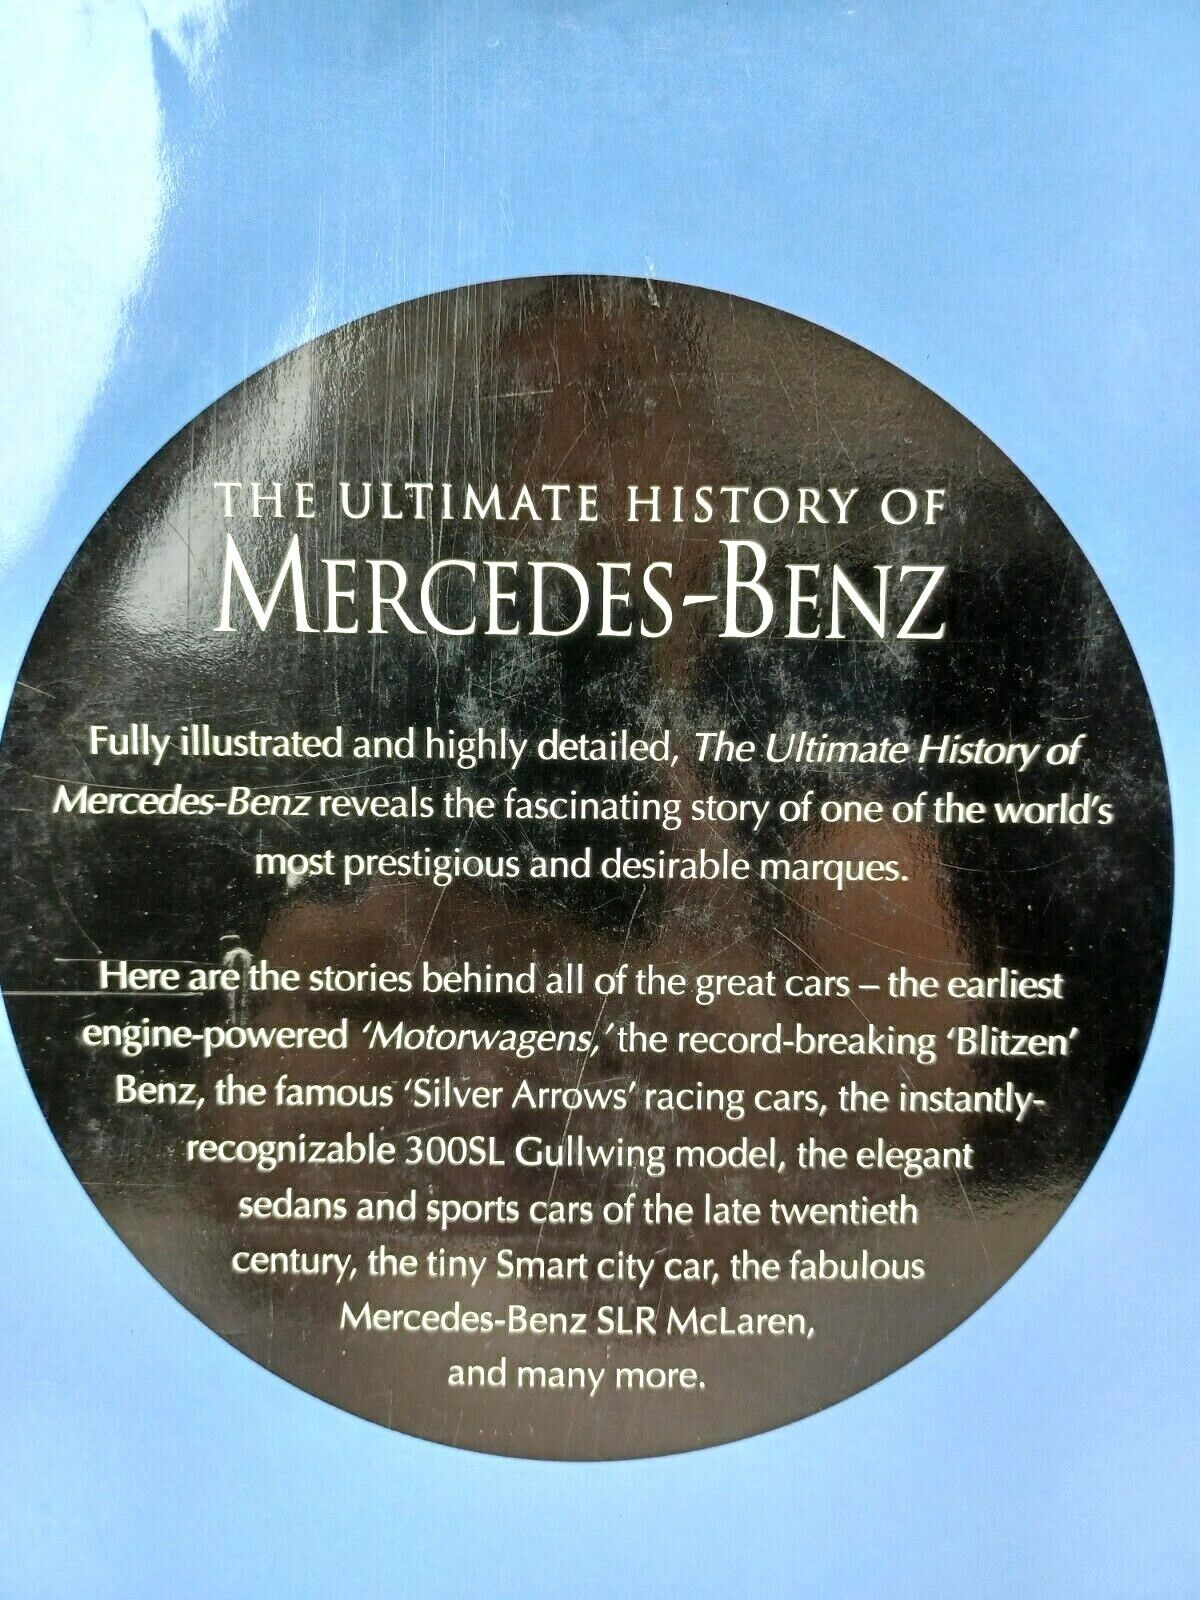 THE ULTIMATE HISTORY OF
MERCEDES-BENZ
Fully illustrated and highly detailed, The Ultimate History of
Mercedes-Benz reveals the fascinating story of one of the world's
most prestigious and desirable marques.
Here are the stories behind all of the great cars – the earliest
engine-powered 'Motorwagens,' the record-breaking 'Blitzen'
Benz, the famous 'Silver Arrows' racing cars, the instantly-
recognizable 300SL Gullwing model, the elegant
sedans and sports cars of the late twentieth
century, the tiny Smart city car, the fabulous
Mercedes-Benz SLR McLaren,
and many more.